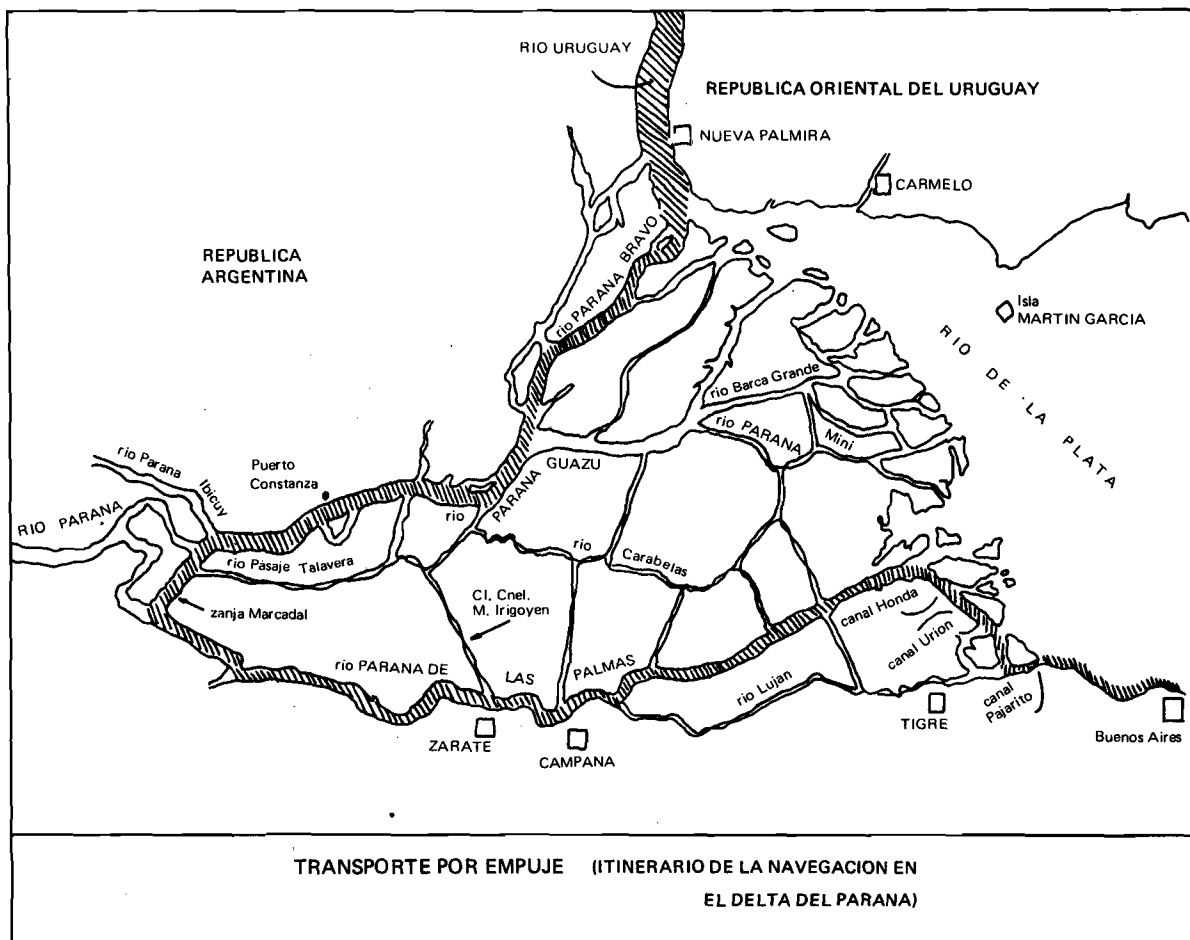 RIO URUGUAY
REPUBLICA ORIENTAL DEL URUGUAY
NUEVA PALMIRA
CARMELO
REPUBLICA
ARGENTINA
rio PARANA BRAVO
Isla
MARTIN GARCIA
RIO DE LA PLATA
rio Barca Grande
rio PARANA Mini
rio Parana Ibicuy
Puerto
Constanza
rio PARANA GUAZU
RIO PARANA
rio Pasaje Talavera
rio Carabelas
zanja Marcadal
Cl. Cnel.
M. Irigoyen
canal Honda
canal Urion
rio PARANA DE LAS PALMAS
rio Lujan
canal
Pajarito
TIGRE
Buenos Aires
ZARATE
CAMPANA
TRANSPORTE POR EMPUJE (ITINERARIO DE LA NAVEGACION EN
EL DELTA DEL PARANA)